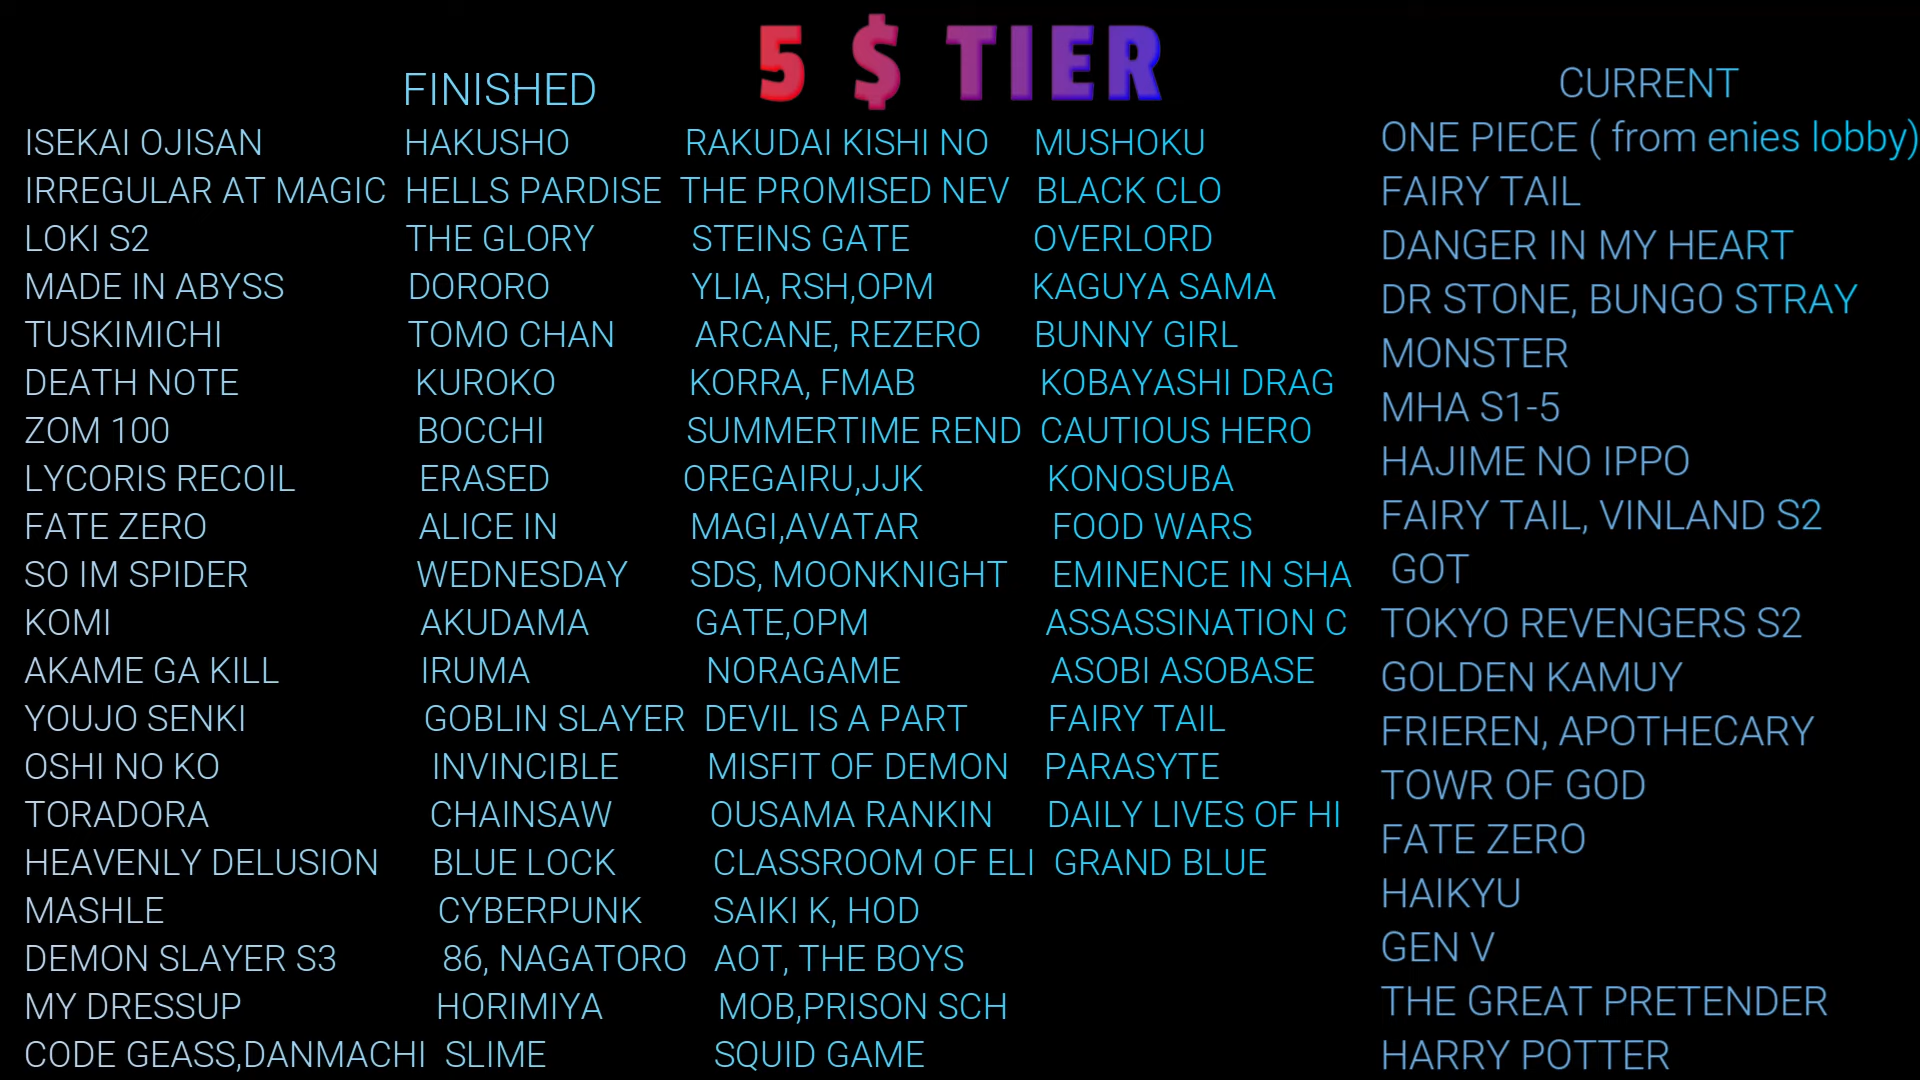 5 $ TIER
FINISHED
ISEKAI OJISAN
IRREGULAR AT MAGIC
LOKI S2
MADE IN ABYSS
TUSKIMICHI
DEATH NOTE
ZOM 100
LYCORIS RECOIL
FATE ZERO
SO IM SPIDER
KOMI
AKAME GA KILL
YOUJO SENKI
OSHI NO KO
TORADORA
HEAVENLY DELUSION
MASHLE
DEMON SLAYER S3
MY DRESSUP
CODE GEASS,DANMACHI
HAKUSHO
HELLS PARDISE
THE GLORY
DORORO
TOMO CHAN
KUROKO
BOCCHI
ERASED
ALICE IN
WEDNESDAY
AKUDAMA
IRUMA
GOBLIN SLAYER
INVINCIBLE
CHAINSAW
BLUE LOCK
CYBERPUNK
86, NAGATORO
HORIMIYA
SLIME
RAKUDAI KISHI NO
THE PROMISED NEV
STEINS GATE
YLIA, RSH,OPM
ARCANE, REZERO
KORRA, FMAB
SUMMERTIME REND
OREGAIRU,JJK
MAGI,AVATAR
SDS, MOONKNIGHT
GATE,OPM
NORAGAME
DEVIL IS A PART
MISFIT OF DEMON
OUSAMA RANKIN
CLASSROOM OF ELI
SAIKI K, HOD
AOT, THE BOYS
MOB,PRISON SCH
SQUID GAME
MUSHOKU
BLACK CLO
OVERLORD
KAGUYA SAMA
BUNNY GIRL
KOBAYASHI DRAG
CAUTIOUS HERO
KONOSUBA
FOOD WARS
EMINENCE IN SHA
ASSASSINATION C
ASOBI ASOBASE
FAIRY TAIL
PARASYTE
DAILY LIVES OF HI
GRAND BLUE
CURRENT
ONE PIECE ( from enies lobby)
FAIRY TAIL
DANGER IN MY HEART
DR STONE, BUNGO STRAY
MONSTER
MHA S1-5
HAJIME NO IPPO
FAIRY TAIL, VINLAND S2
GOT
TOKYO REVENGERS S2
GOLDEN KAMUY
FRIEREN, APOTHECARY
TOWR OF GOD
FATE ZERO
HAIKYU
GEN V
THE GREAT PRETENDER
HARRY POTTER